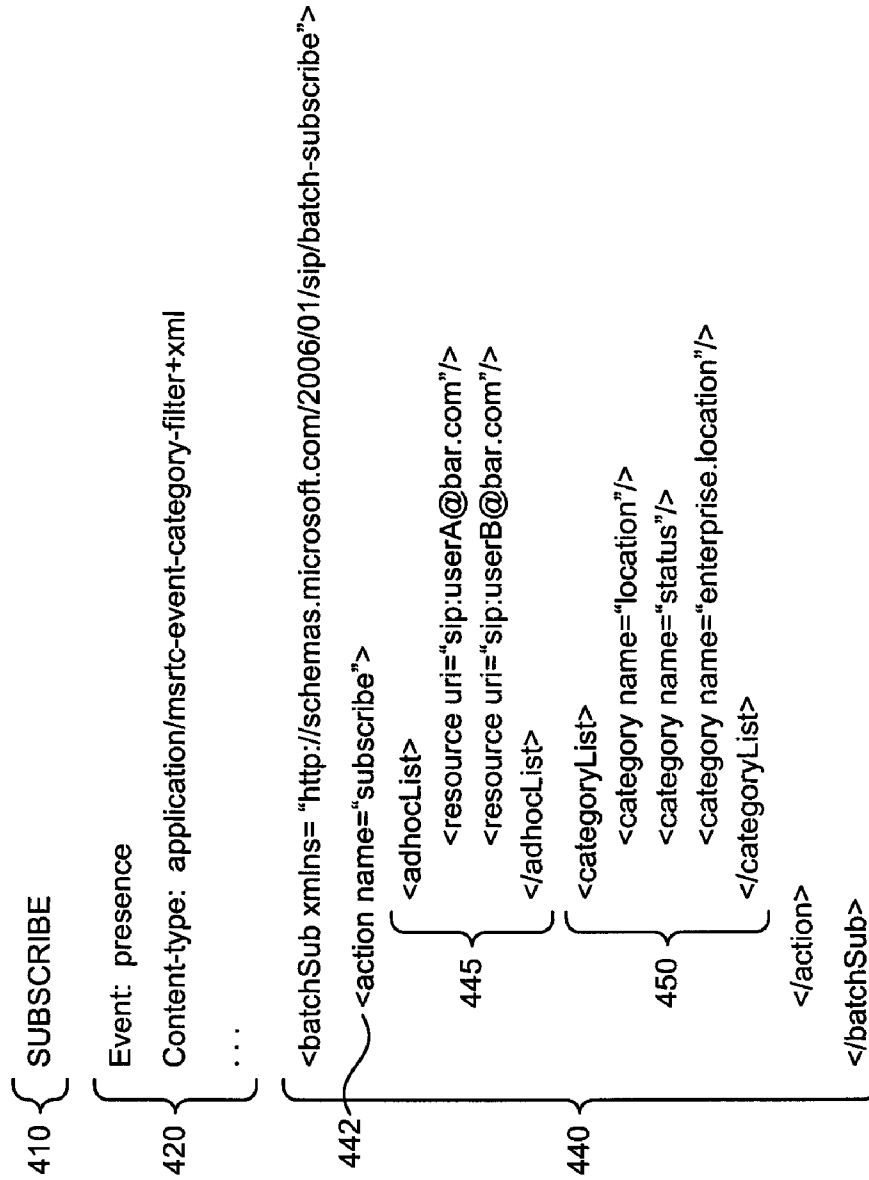 410 SUBSCRIBE
Event: presence
420 Content-type: application/msrtc-event-category-filter+xml
. . .
<batchSub xmlns= “http://schemas.microsoft.com/2006/01/sip/batch-subscribe”>
442 <action name=“subscribe”>
<adhocList>
445 <resource uri=“sip:userA@bar.com”/>
<resource uri=“sip:userB@bar.com”/>
</adhocList>
440
<categoryList>
<category name=“location”/>
450 <category name=“status”/>
<category name=“enterprise.location”/>
</categoryList>
</action>
</batchSub>